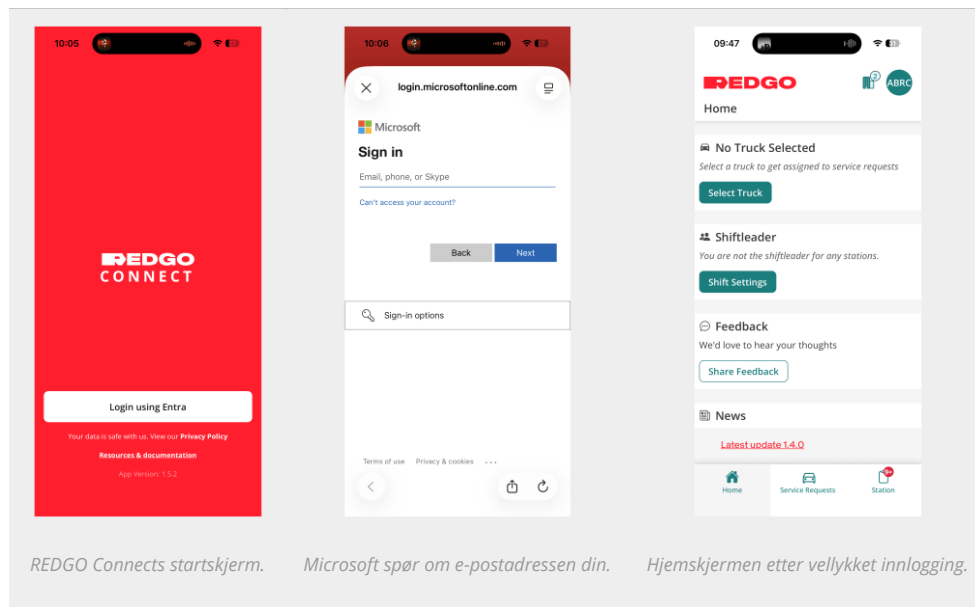 10:05
REDGO
CONNECT
Login using Entra
Your data is safe with us. View our Privacy Policy
Resources & documentation
App Version: 1.5.2
REDGO Connects startskjerm.
10:06
login.microsoftonline.com
Microsoft
Sign in
Email, phone, or Skype
Can't access your account?
Back
Next
Sign-in options
Terms of use Privacy & cookies ...
Microsoft spør om e-postadressen din.
09:47
REDGO
2
ABRC
Home
No Truck Selected
Select a truck to get assigned to service requests
Select Truck
Shiftleader
You are not the shiftleader for any stations.
Shift Settings
Feedback
We'd love to hear your thoughts
Share Feedback
News
Latest update 1.4.0
9+
Home
Service Requests
Station
Hjemskjermen etter vellykket innlogging.